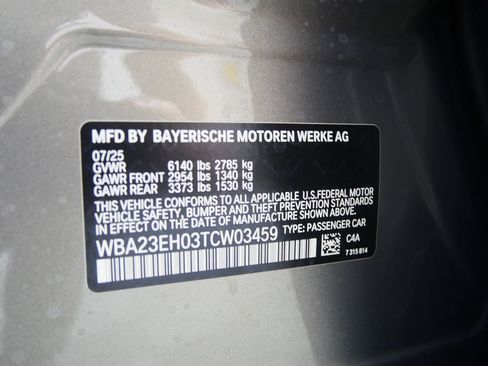 MFD BY BAYERISCHE MOTOREN WERKE AG
07/25
GVWR 6140 lbs 2785 kg
GAWR FRONT 2954 lbs 1340 kg
GAWR REAR 3373 lbs 1530 kg
THIS VEHICLE CONFORMS TO ALL APPLICABLE U.S.FEDERAL MOTOR
VEHICLE SAFETY, BUMPER AND THEFT PREVENTION STANDARDS
IN EFFECT ON THE DATE OF MANUFACTURE SHOWN ABOVE.
WBA23EH03TCW03459 TYPE: PASSENGER CAR
C4A
7 315 814